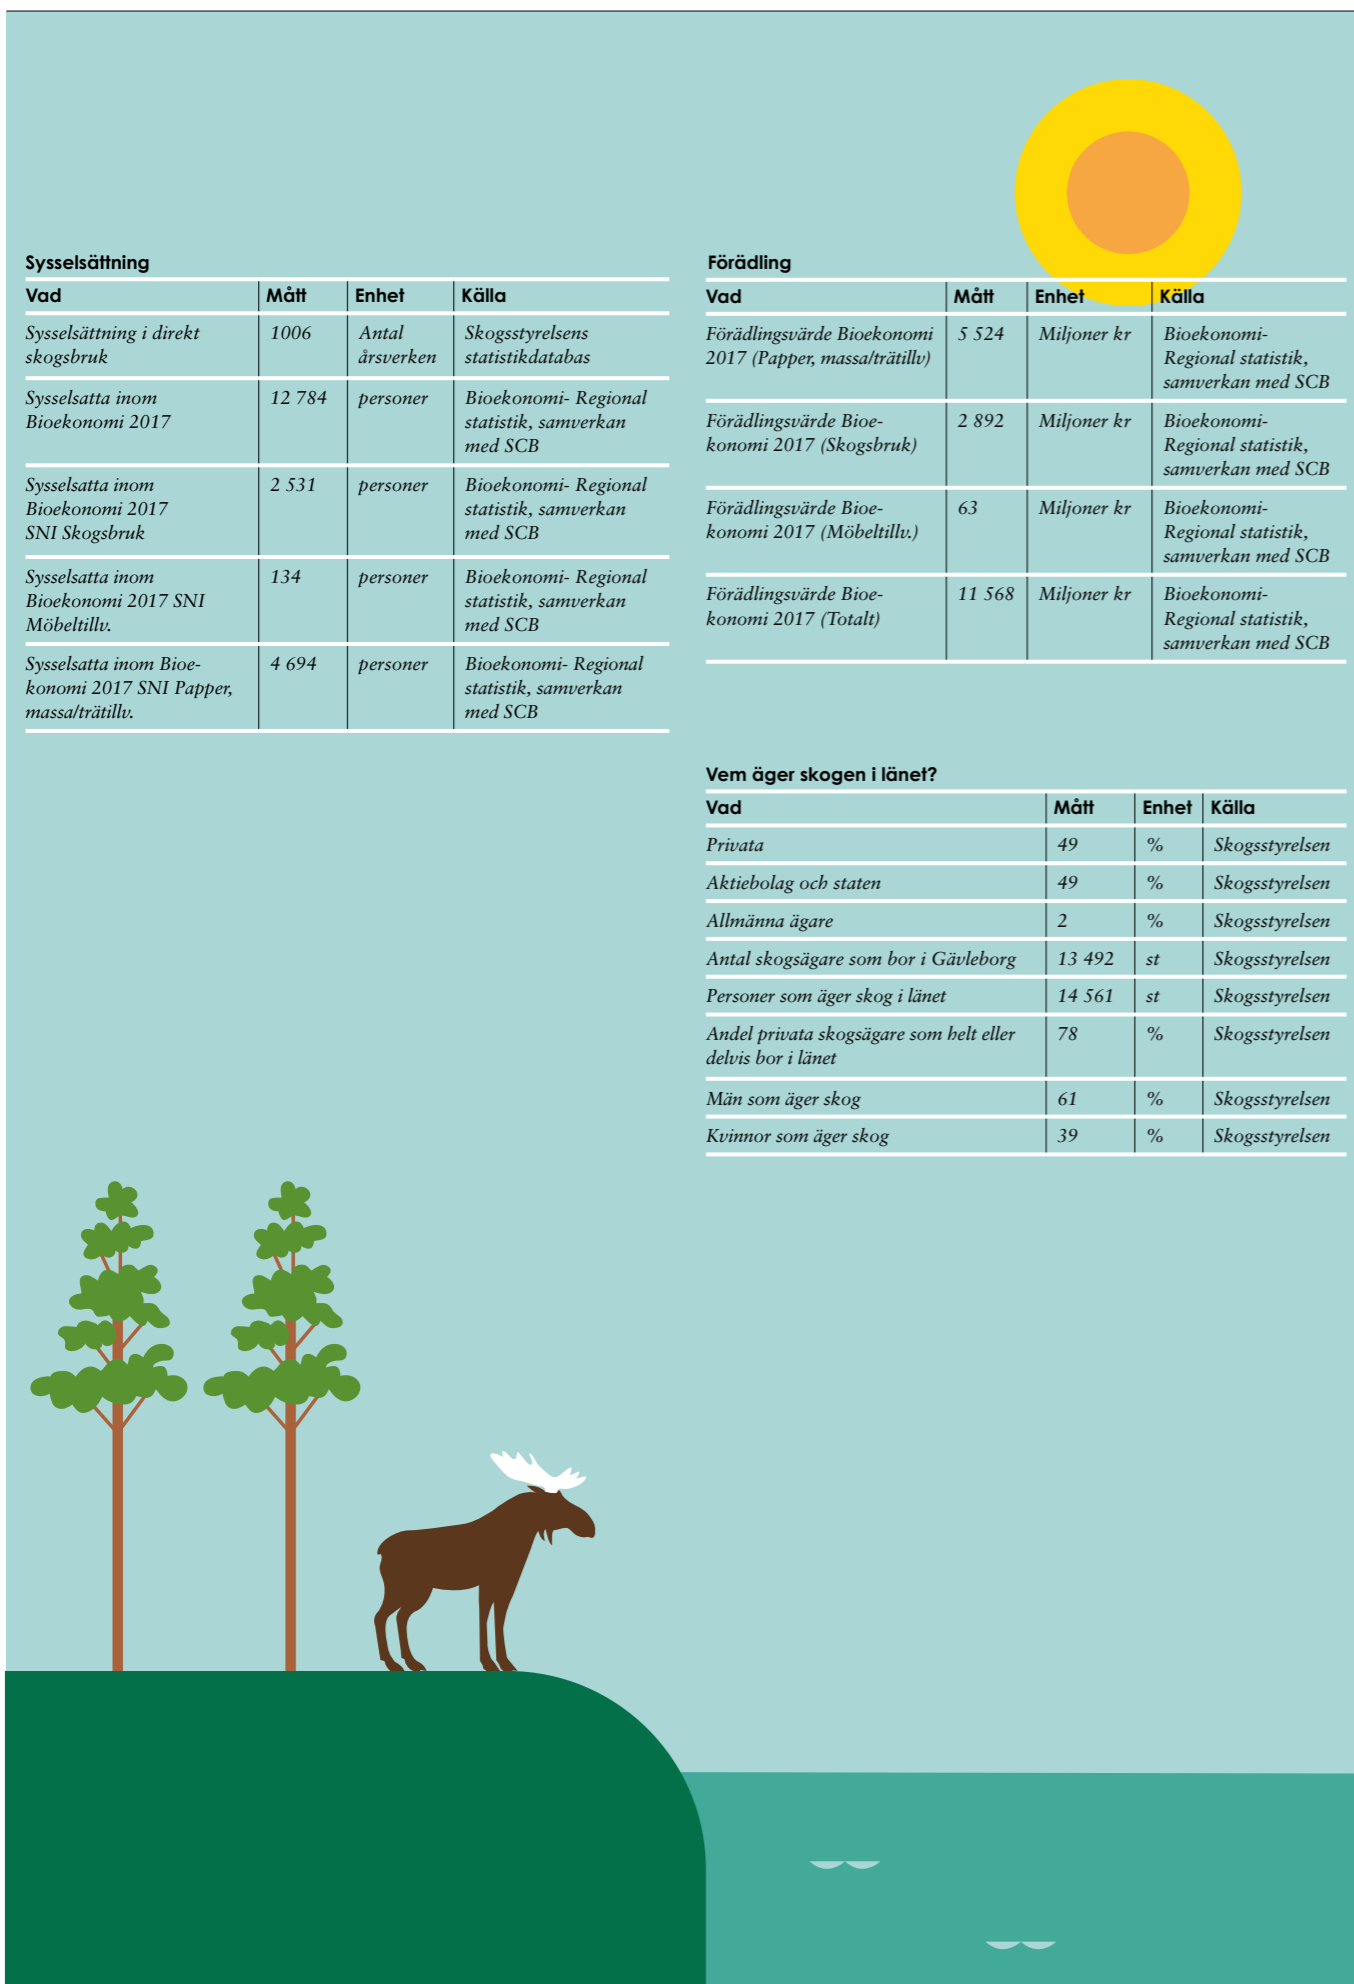 Sysselsättning
Vad Mått Enhet Källa
Sysselsättning i direkt 1006 Antal Skogsstyrelsens
skogsbruk årsverken statistikdatabas
Sysselsatta inom 12 784 personer Bioekonomi- Regional
Bioekonomi 2017 statistik, samverkan
med SCB
Sysselsatta inom 2 531 personer Bioekonomi- Regional
Bioekonomi 2017 statistik, samverkan
SNI Skogsbruk med SCB
Sysselsatta inom 134 personer Bioekonomi- Regional
Bioekonomi 2017 SNI statistik, samverkan
Möbeltillv. med SCB
Sysselsatta inom Bioe- 4 694 personer Bioekonomi- Regional
konomi 2017 SNI Papper, statistik, samverkan
massa/trätillv. med SCB
Förädling
Vad Mått Enhet Källa
Förädlingsvärde Bioekonomi 5 524 Miljoner kr Bioekonomi-
2017 (Papper, massa/trätillv) Regional statistik,
samverkan med SCB
Förädlingsvärde Bioe- 2 892 Miljoner kr Bioekonomi-
konomi 2017 (Skogsbruk) Regional statistik,
samverkan med SCB
Förädlingsvärde Bioe- 63 Miljoner kr Bioekonomi-
konomi 2017 (Möbeltillv.) Regional statistik,
samverkan med SCB
Förädlingsvärde Bioe- 11 568 Miljoner kr Bioekonomi-
konomi 2017 (Totalt) Regional statistik,
samverkan med SCB
Vem äger skogen i länet?
Vad Mått Enhet Källa
Privata 49 % Skogsstyrelsen
Aktiebolag och staten 49 % Skogsstyrelsen
Allmänna ägare 2 % Skogsstyrelsen
Antal skogsägare som bor i Gävleborg 13 492 st Skogsstyrelsen
Personer som äger skog i länet 14 561 st Skogsstyrelsen
Andel privata skogsägare som helt eller 78 % Skogsstyrelsen
delvis bor i länet
Män som äger skog 61 % Skogsstyrelsen
Kvinnor som äger skog 39 % Skogsstyrelsen